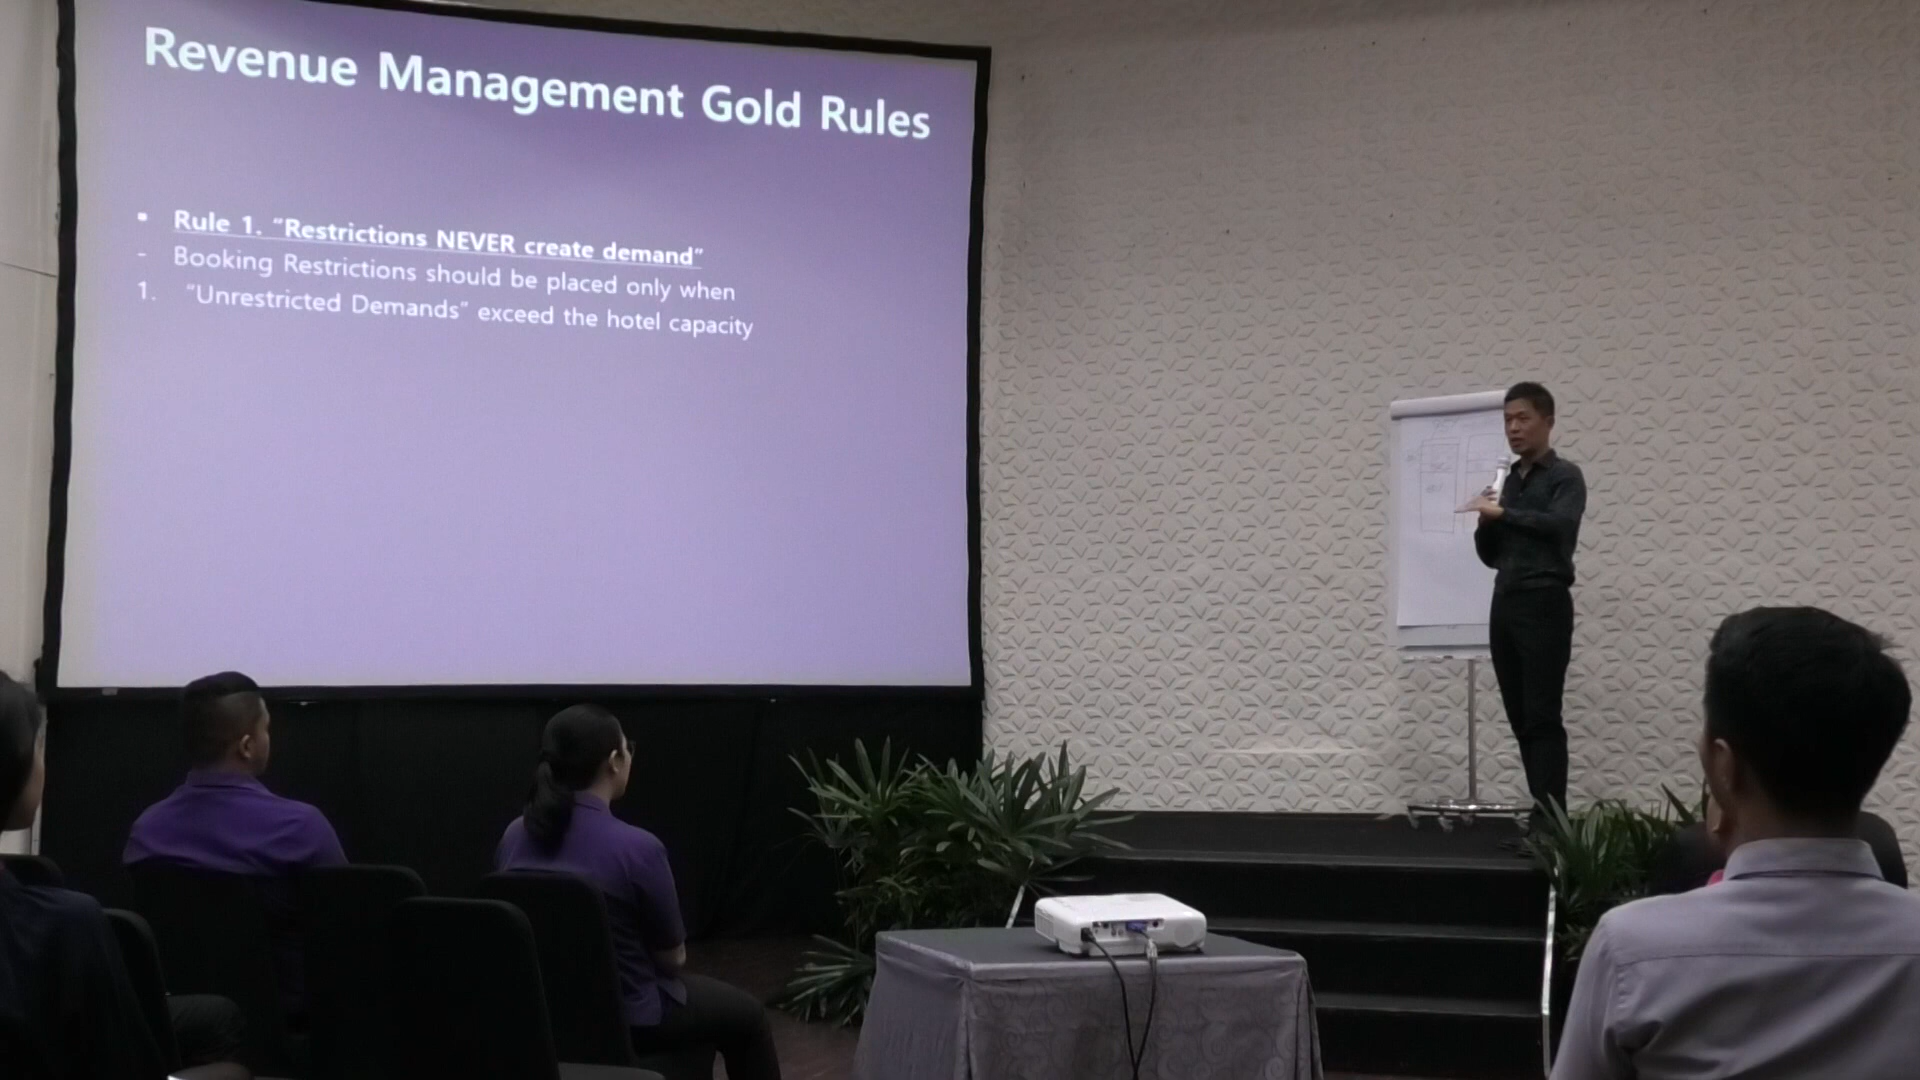 Revenue Management Gold Rules
▪ Rule 1. “Restrictions NEVER create demand”
- Booking Restrictions should be placed only when
1. “Unrestricted Demands” exceed the hotel capacity